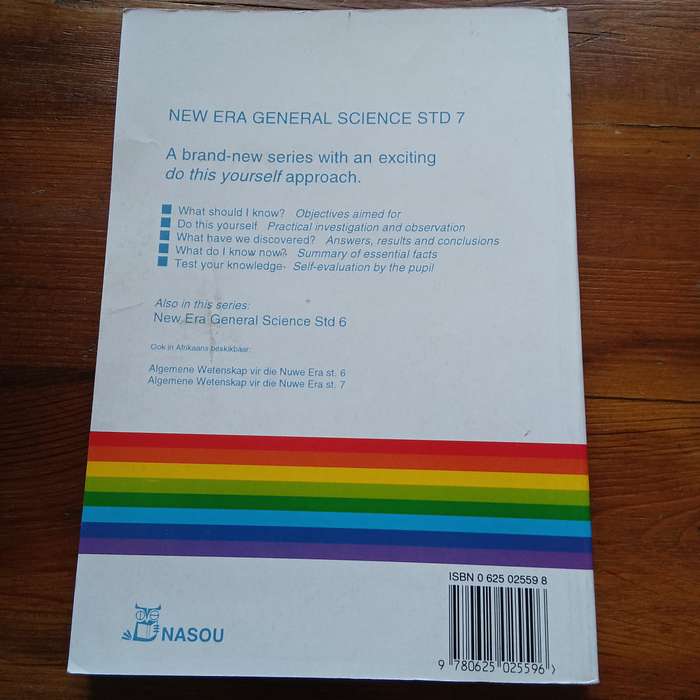 NEW ERA GENERAL SCIENCE STD 7
A brand-new series with an exciting
do this yourself approach.
What should I know? Objectives aimed for
Do this yourself Practical investigation and observation
What have we discovered? Answers, results and conclusions
What do I know now? Summary of essential facts
Test your knowledge. Self-evaluation by the pupil
Also in this series:
New Era General Science Std 6
Ook in Afrikaans beskikbaar:
Algemene Wetenskap vir die Nuwe Era st. 6
Algemene Wetenskap vir die Nuwe Era st. 7
ISBN 0 625 02559 8
9 780625 025596 >
NASOU